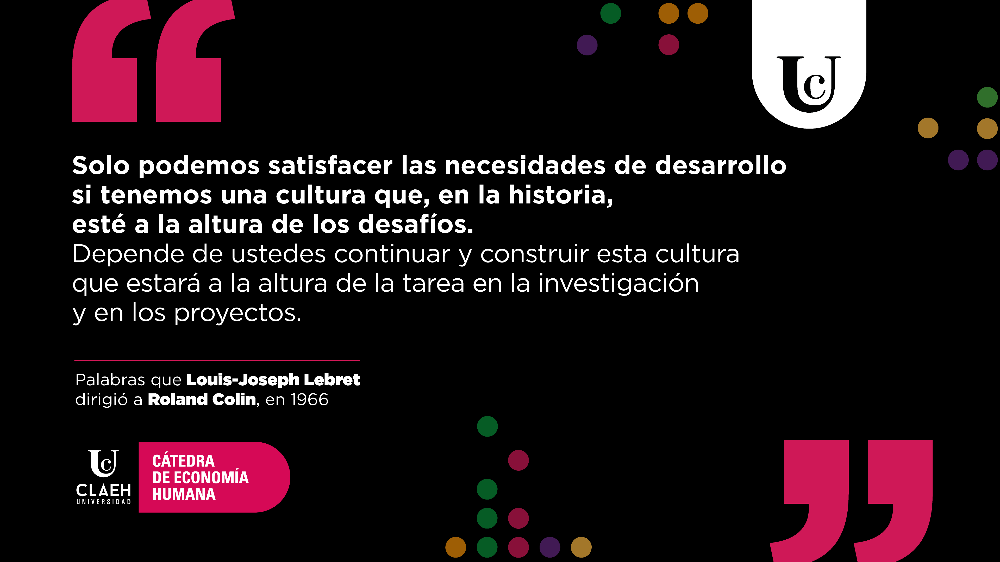 UC
Solo podemos satisfacer las necesidades de desarrollo
si tenemos una cultura que, en la historia,
esté a la altura de los desafíos.
Depende de ustedes continuar y construir esta cultura
que estará a la altura de la tarea en la investigación
y en los proyectos.
Palabras que Louis-Joseph Lebret
dirigió a Roland Colin, en 1966
UC
CLAEH
UNIVERSIDAD
CÁTEDRA
DE ECONOMÍA
HUMANA